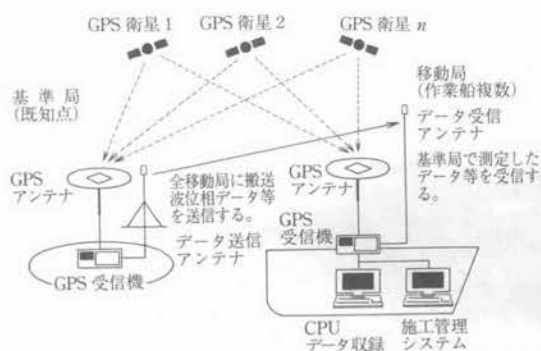 GPS 衛星1
GPS 衛星2
GPS 衛星 n
基準局
(既知点)
移動局
(作業船複数)
データ受信
アンテナ
基準局で測定した
データ等を受信す
る。
GPS
アンテナ
全移動局に搬送
波位相データ等
を送信する。
データ送信
アンテナ
GPS 受信機
GPS
アンテナ
GPS
受信機
CPU
データ収録
施工管理
システム